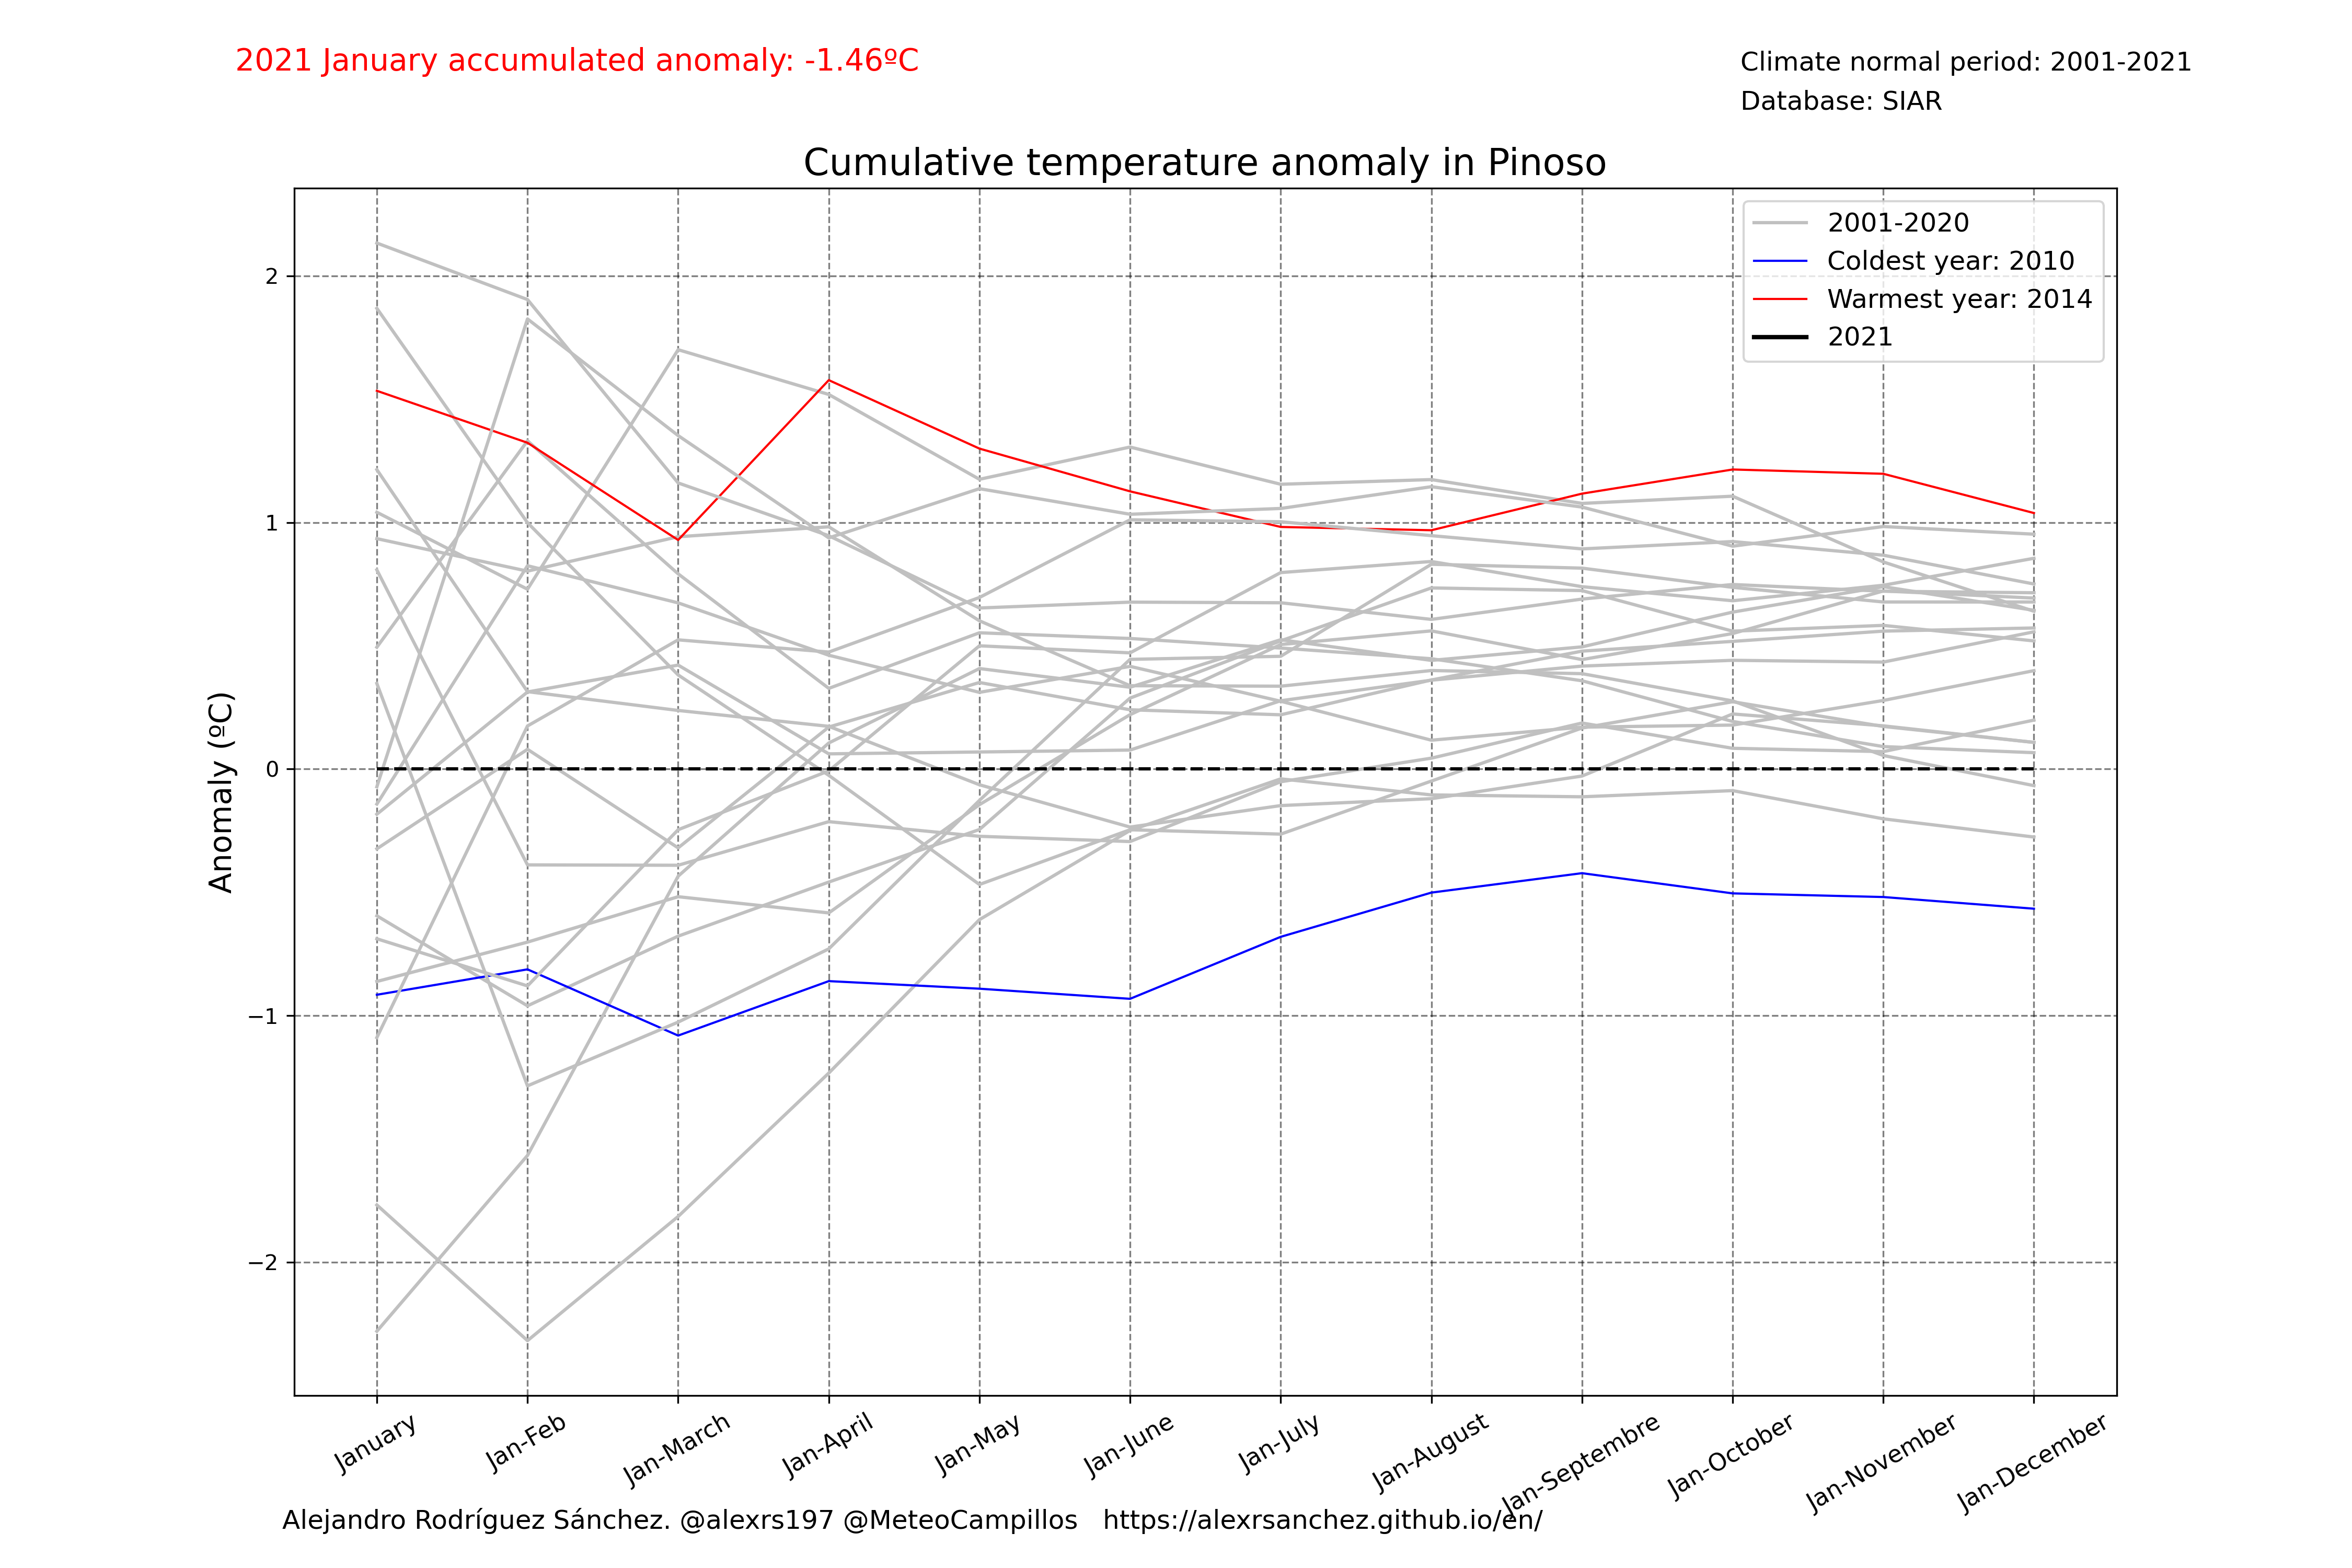 2021 January accumulated anomaly: -1.46ºC
Climate normal period: 2001-2021
Database: SIAR
Cumulative temperature anomaly in Pinoso
2001-2020
Coldest year: 2010
Warmest year: 2014
2021
Anomaly (ºC)
2
1
0
−1
−2
January
Jan-Feb
Jan-March
Jan-April
Jan-May
Jan-June
Jan-July
Jan-August
Jan-Septembre
Jan-October
Jan-November
Jan-December
Alejandro Rodríguez Sánchez. @alexrs197 @MeteoCampillos https://alexrsanchez.github.io/en/